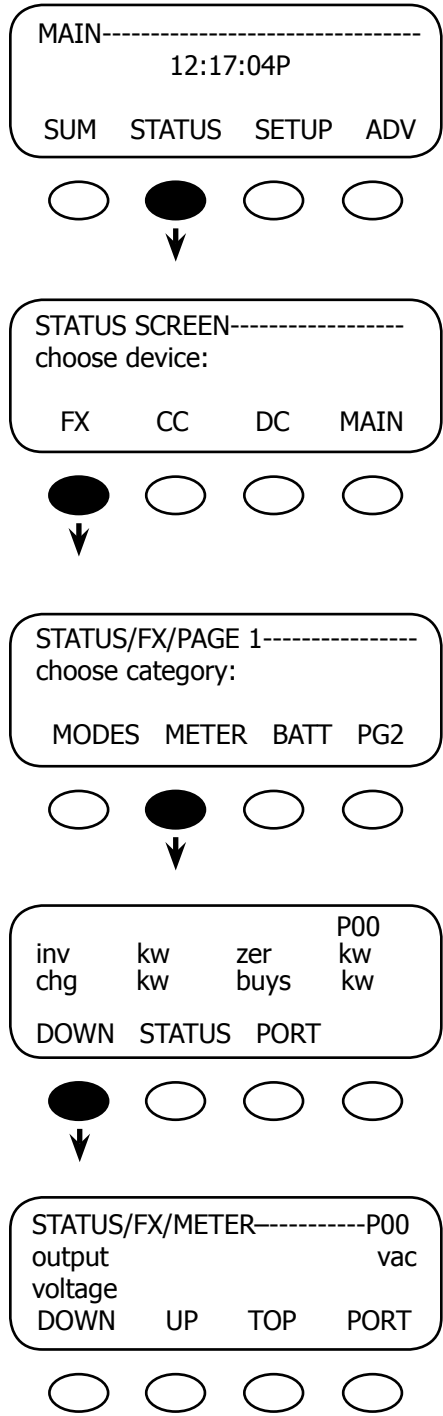 MAIN---------------------------------
12:17:04P
SUM STATUS SETUP ADV
STATUS SCREEN------------------
choose device:
FX CC DC MAIN
STATUS/FX/PAGE 1----------------
choose category:
MODES METER BATT PG2
P00
inv kw zer kw
chg kw buys kw
DOWN STATUS PORT
STATUS/FX/METER–-----------P00
output vac
voltage
DOWN UP TOP PORT